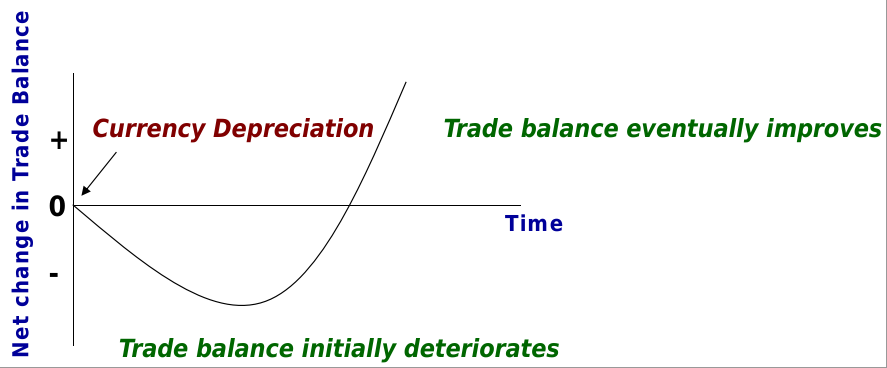 Net change in Trade Balance
Currency Depreciation
Trade balance eventually improves
+
0
Time
-
Trade balance initially deteriorates